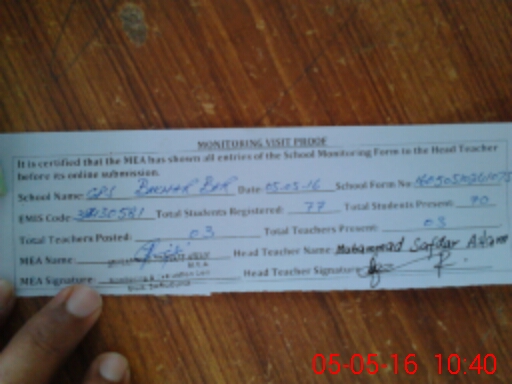 MONITORING VISIT PROOF
It is certified that the MEA has shown all entries of the School Monitoring Form to the Head Teacher
before its online submission.
School Name: GPS Date: 05-05-16 School Form No
EMIS Code: Total Students Registered: 77 Total Students Present: 70
Total Teachers Posted: 03 Total Teachers Present: 03
MEA Name: Head Teacher Name: Muhammad Safdar
MEA Signature: Head Teacher Signature
05-05-16 10:40